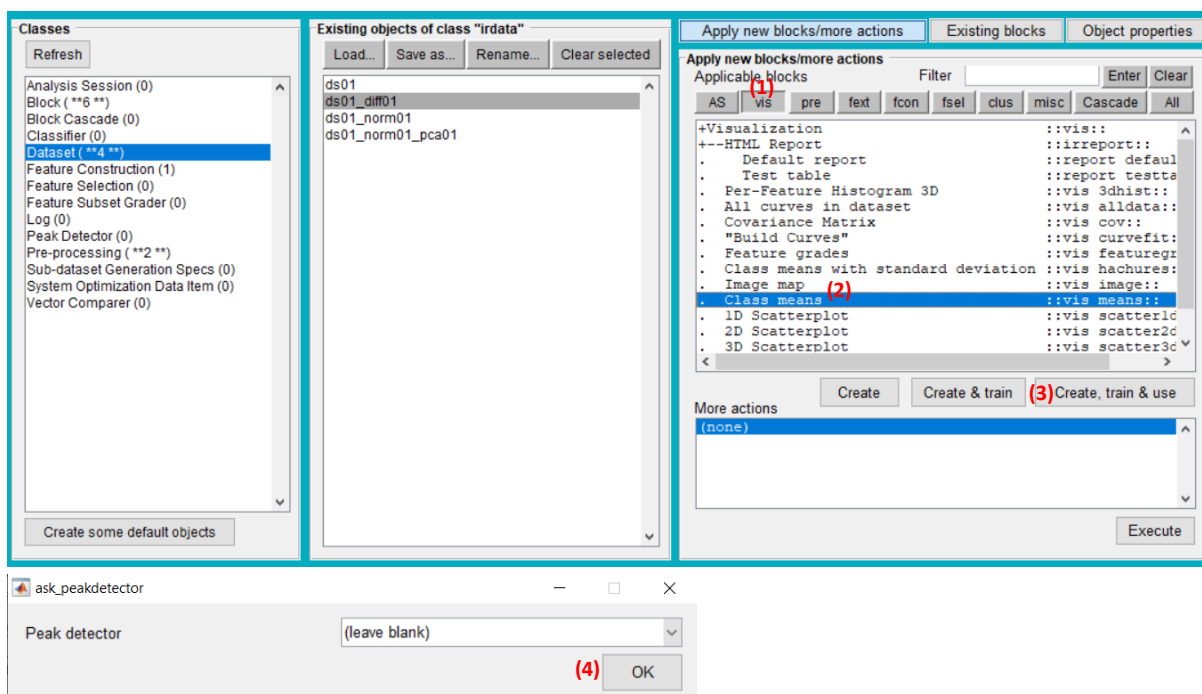 Classes
Refresh
Analysis Session (0)
Block ( **6 **)
Block Cascade (0)
Classifier (0)
Dataset ( **4 **)
Feature Construction (1)
Feature Selection (0)
Feature Subset Grader (0)
Log (0)
Peak Detector (0)
Pre-processing ( **2 **)
Sub-dataset Generation Specs (0)
System Optimization Data Item (0)
Vector Comparer (0)
Create some default objects
Existing objects of class "irdata"
Load... Save as... Rename... Clear selected
ds01
ds01_diff01
ds01_norm01
ds01_norm01_pca01
Apply new blocks/more actions Existing blocks Object properties
Apply new blocks/more actions
Applicable blocks Filter Enter Clear
(1)
AS vis pre fext fcon fsel clus misc Cascade All
+Visualization ::vis::
+--HTML Report ::irreport::
. Default report ::report defaul
. Test table ::report testta
. Per-Feature Histogram 3D ::vis 3dhist::
. All curves in dataset ::vis alldata::
. Covariance Matrix ::vis cov::
. "Build Curves" ::vis curvefit:
. Feature grades ::vis featuregr
. Class means with standard deviation ::vis hachures:
. Image map ::vis image::
(2)
. Class means ::vis means::
. 1D Scatterplot ::vis scatter1d
. 2D Scatterplot ::vis scatter2d
. 3D Scatterplot ::vis scatter3d
Create Create & train (3) Create, train & use
More actions
(none)
Execute
ask_peakdetector
Peak detector (leave blank)
(4) OK